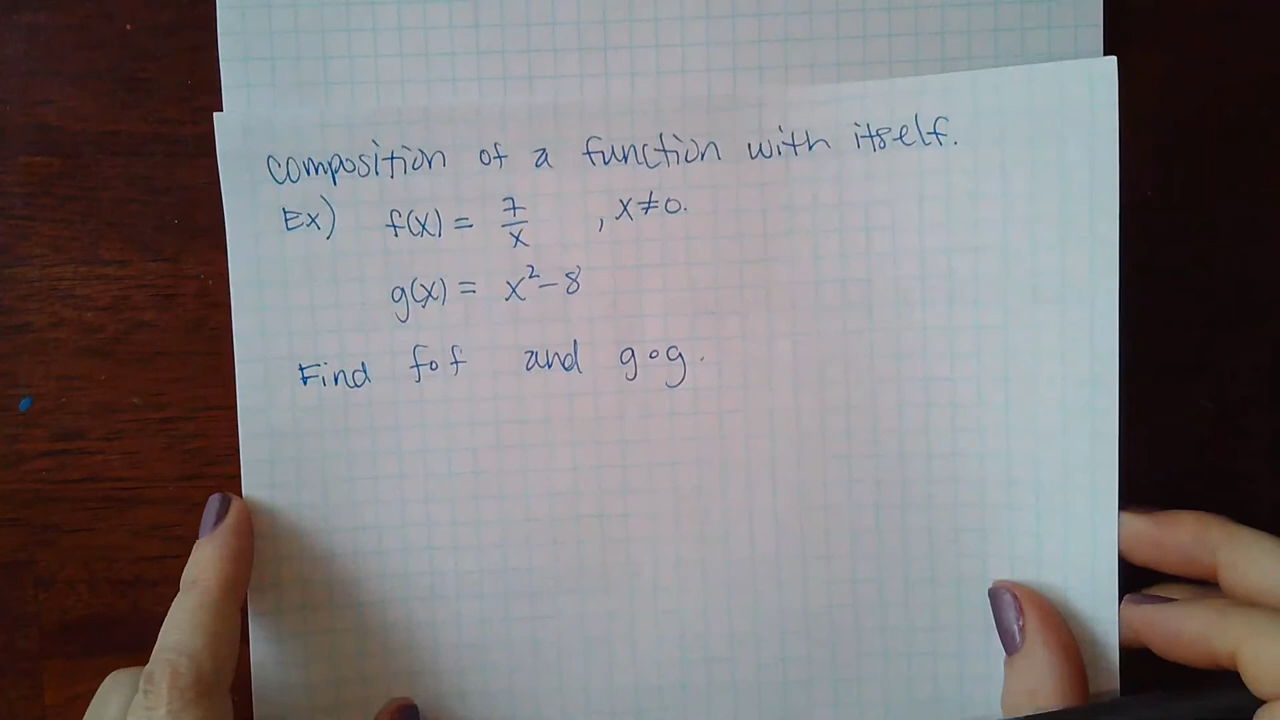 composition of a function with itself.
Ex) f(x) = 7/x , x≠0.
g(x) = x²-8
Find f∘f and g∘g.